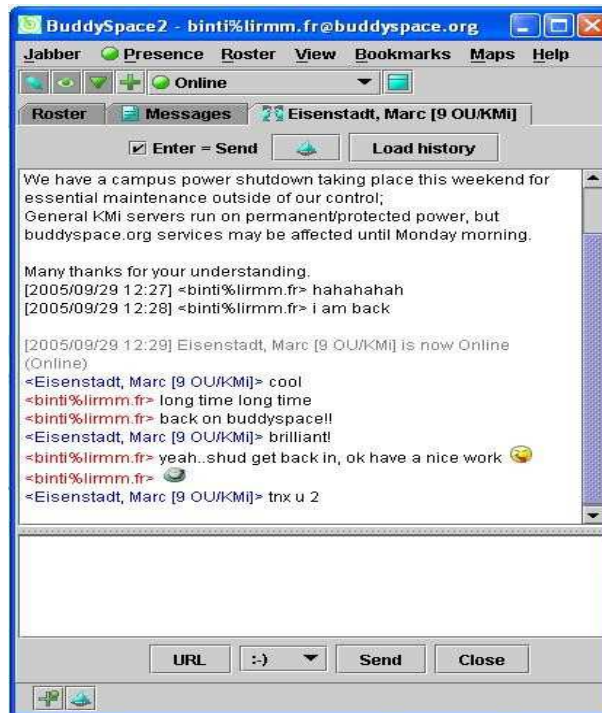 BuddySpace2 - binti%lirmm.fr@buddyspace.org
Jabber Presence Roster View Bookmarks Maps Help
Online
Roster Messages Eisenstadt, Marc [9 OU/KMi]
Enter = Send Load history
We have a campus power shutdown taking place this weekend for
essential maintenance outside of our control;
General KMi servers run on permanent/protected power, but
buddyspace.org services may be affected until Monday morning.
Many thanks for your understanding.
[2005/09/29 12:27] <binti%lirmm.fr> hahahahah
[2005/09/29 12:28] <binti%lirmm.fr> i am back
[2005/09/29 12:29] Eisenstadt, Marc [9 OU/KMi] is now Online
(Online)
<Eisenstadt, Marc [9 OU/KMi]> cool
<binti%lirmm.fr> long time long time
<binti%lirmm.fr> back on buddyspace!!
<Eisenstadt, Marc [9 OU/KMi]> brilliant!
<binti%lirmm.fr> yeah..shud get back in, ok have a nice work
<binti%lirmm.fr>
<Eisenstadt, Marc [9 OU/KMi]> tnx u 2
URL :-) Send Close